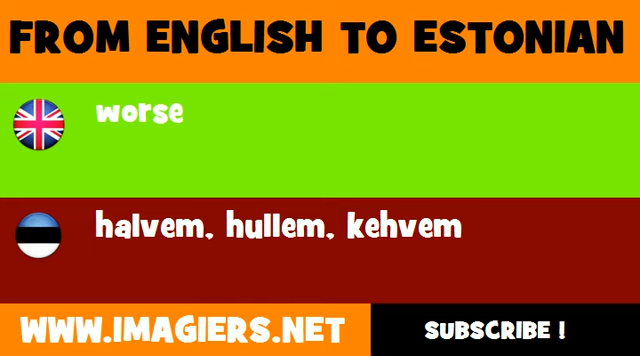 FROM ENGLISH TO ESTONIAN
worse
halvem, hullem, kehvem
WWW.IMAGIERS.NET
SUBSCRIBE !